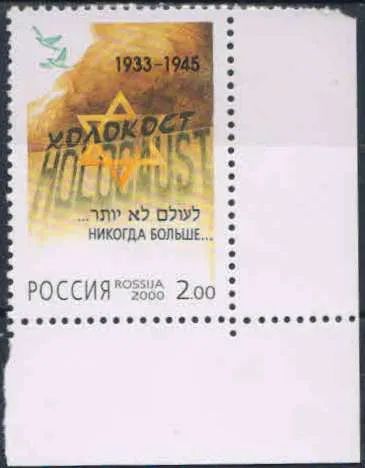 1933-1945
ХОЛОКОСТ
HOLOCAUST
לעולם לא יותר...
НИКОГДА БОЛЬШЕ...
РОССИЯ ROSSIJA 2000 2.00